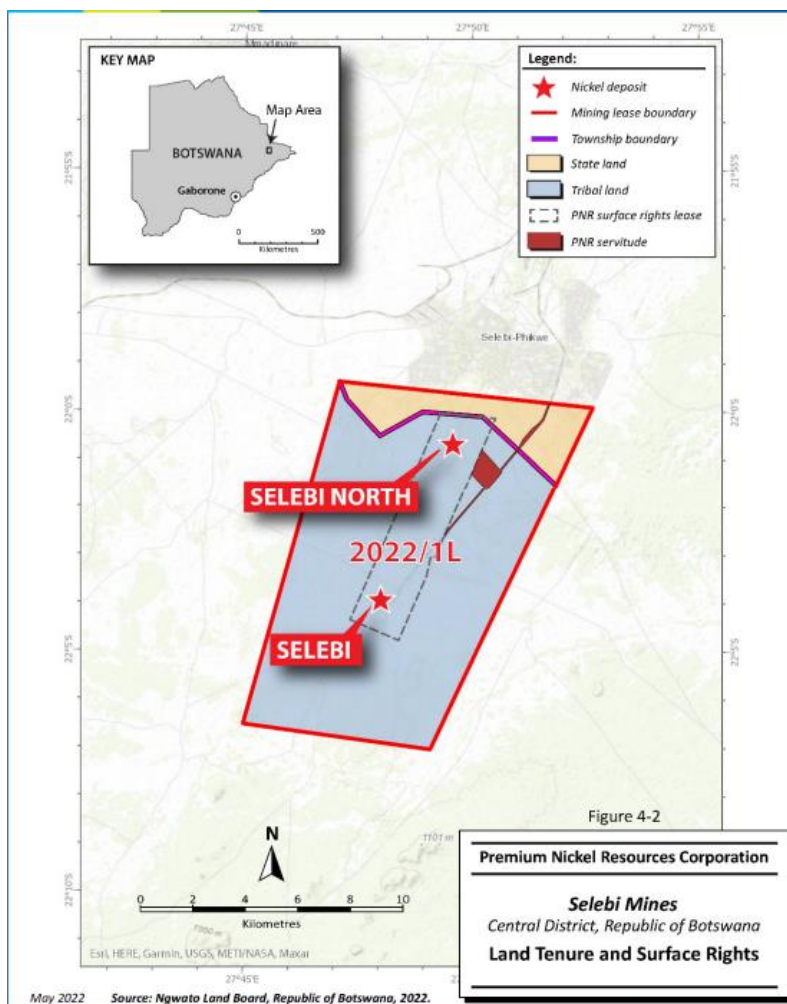 27°45'E
27°50'E
27°55'E
Mmadinare
KEY MAP
Map Area
BOTSWANA
Gaborone
0
500
Kilometres
Legend:
Nickel deposit
Mining lease boundary
Township boundary
State land
Tribal land
PNR surface rights lease
PNR servitude
21°55'S
21°55'S
Selebi-Phikwe
22°0'S
22°0'S
SELEBI NORTH
2022/1L
SELEBI
22°5'S
22°5'S
Figure 4-2
1101 m
N
22°10'S
0
2
4
6
8
10
Kilometres
Premium Nickel Resources Corporation
Selebi Mines
Central District, Republic of Botswana
Land Tenure and Surface Rights
Esri, HERE, Garmin, USGS, METI/NASA, Maxar
27°45'E
May 2022
Source: Ngwato Land Board, Republic of Botswana, 2022.